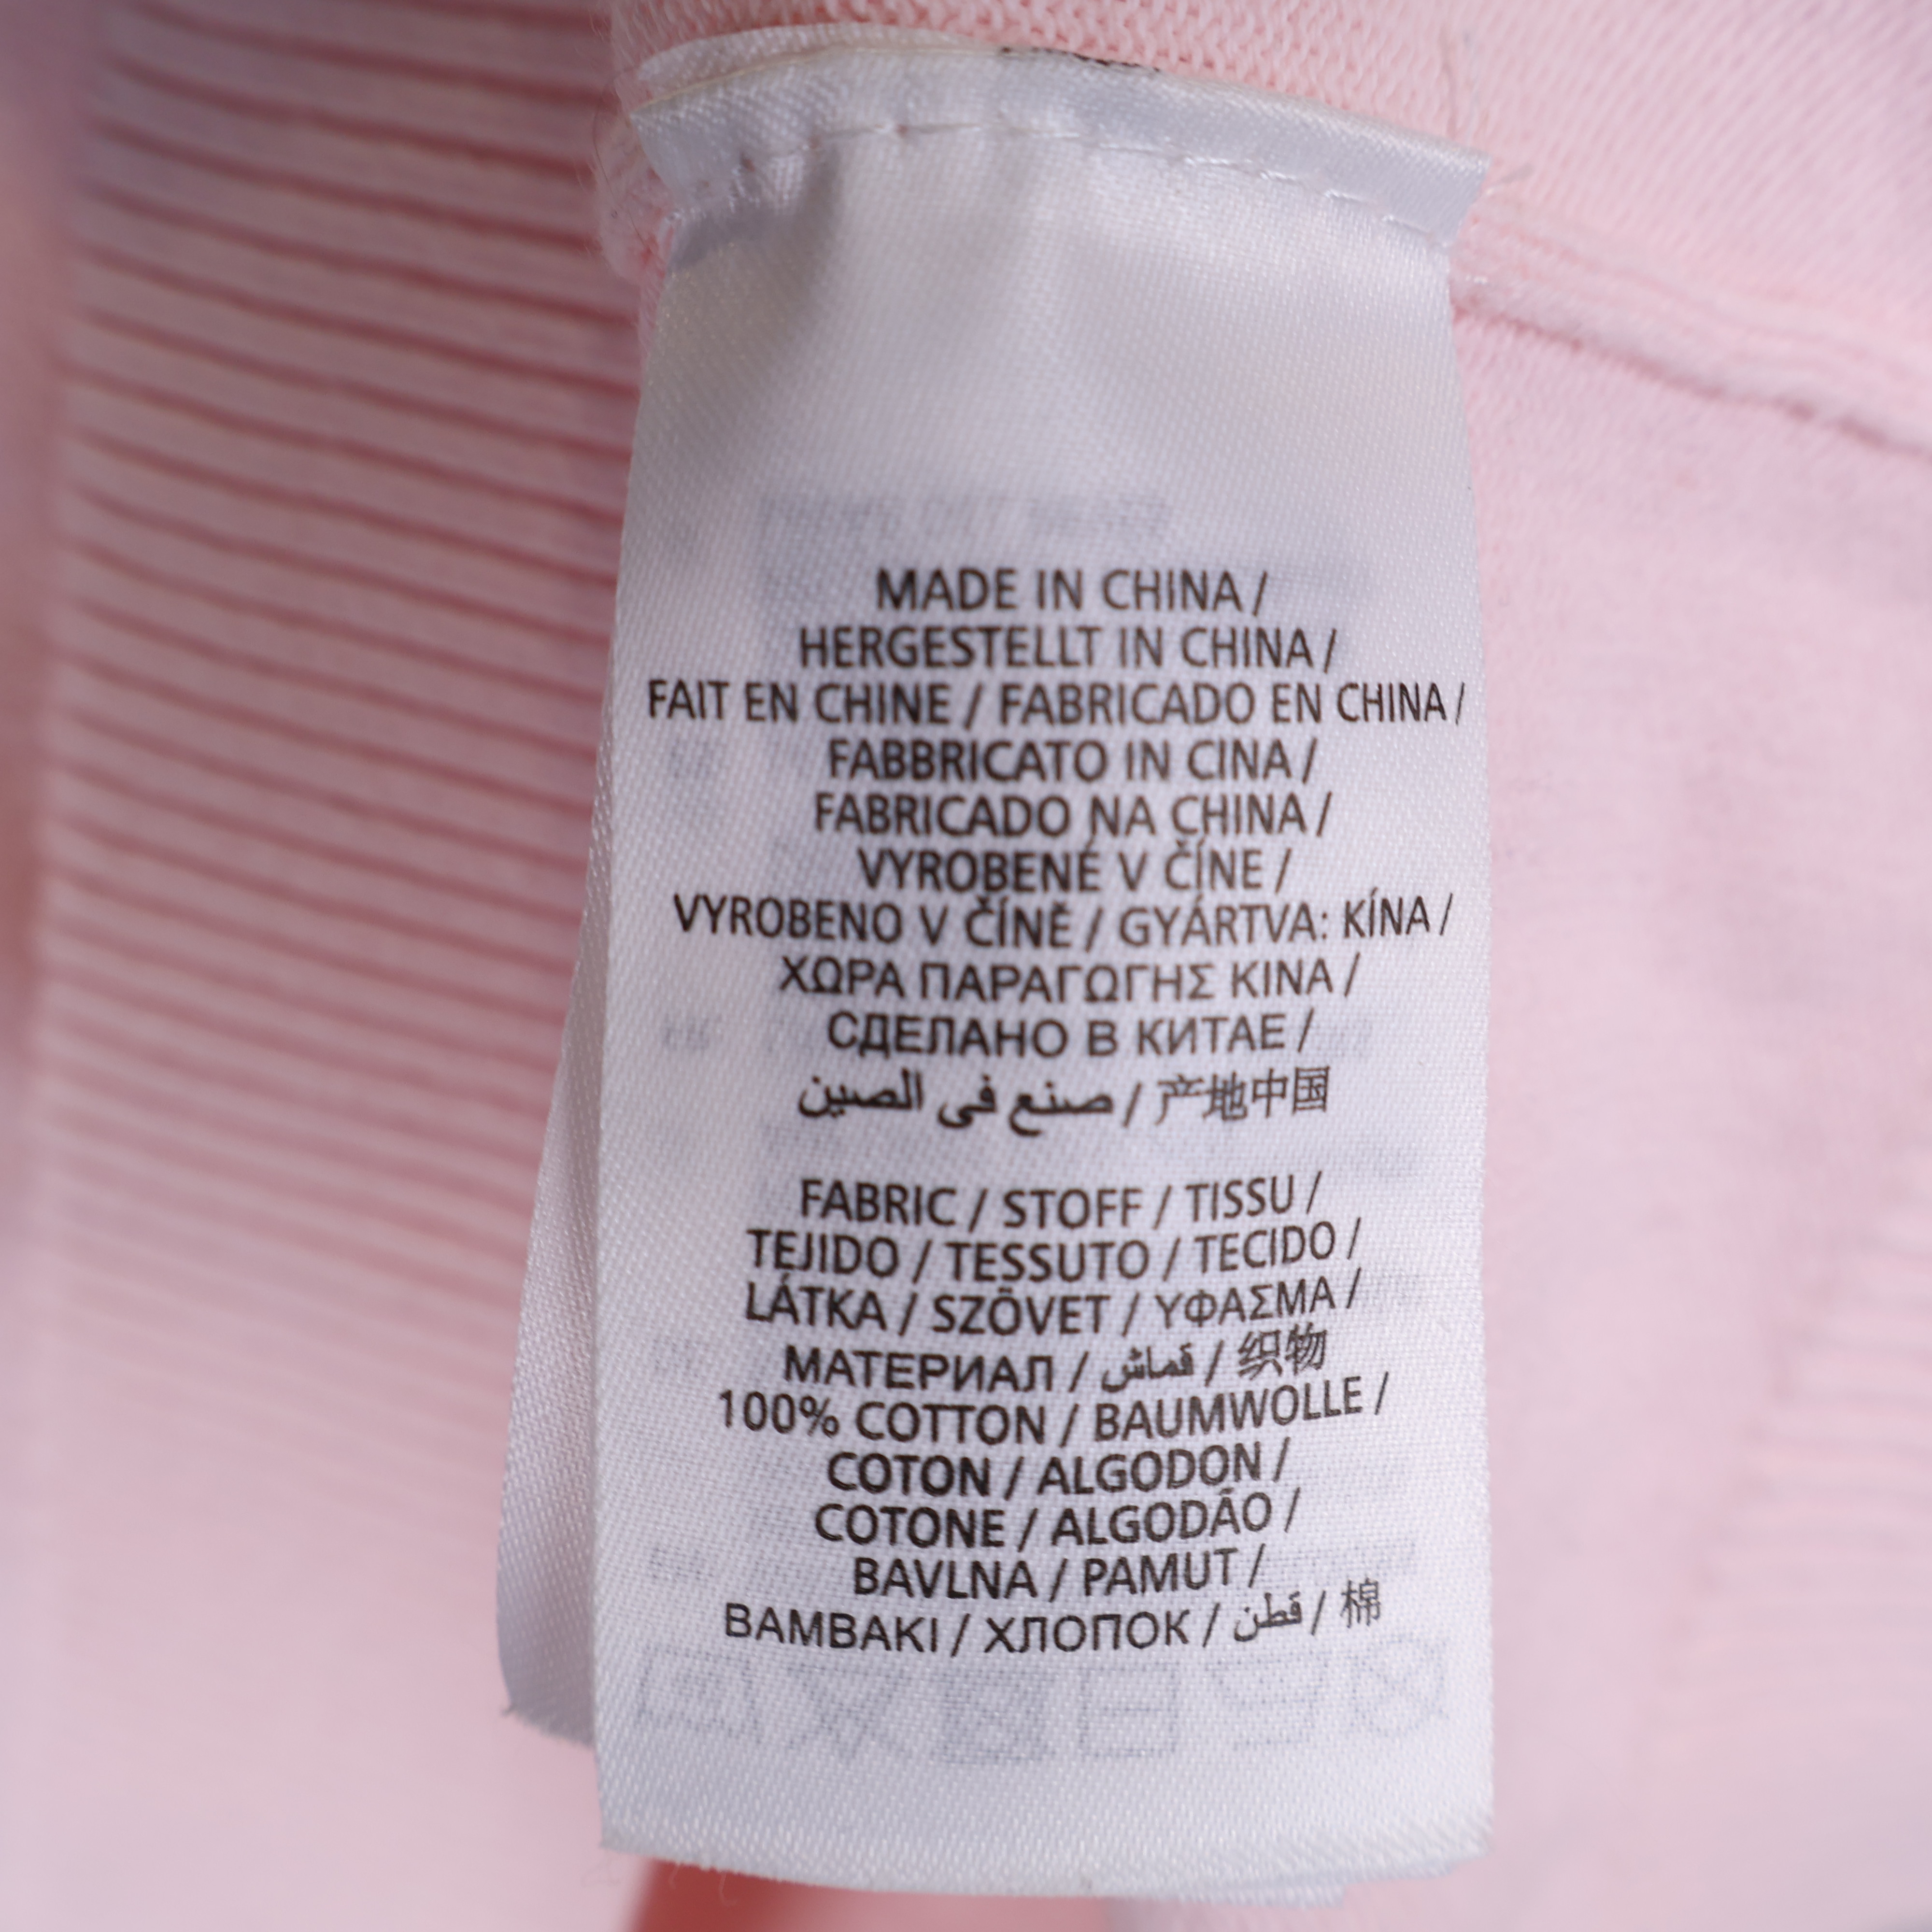 MADE IN CHINA /
HERGESTELLT IN CHINA /
FAIT EN CHINE / FABRICADO EN CHINA /
FABBRICATO IN CINA /
FABRICADO NA CHINA /
VYROBENÉ V ČÍNE /
VYROBENO V ČÍNĚ / GYÁRTVA: KÍNA /
ΧΩΡΑ ΠΑΡΑΓΩΓΗΣ ΚΙΝΑ /
СДЕЛАНО В КИТАЕ /
صنع في الصين / 产地中国
FABRIC / STOFF / TISSU /
TEJIDO / TESSUTO / TECIDO /
LÁTKA / SZÖVET / ΥΦΑΣΜΑ /
МАТЕРИАЛ / قماش / 织物
100% COTTON / BAUMWOLLE /
COTON / ALGODON /
COTONE / ALGODÃO /
BAVLNA / PAMUT /
BAMBAKI / ХЛОПОК / قطن / 棉